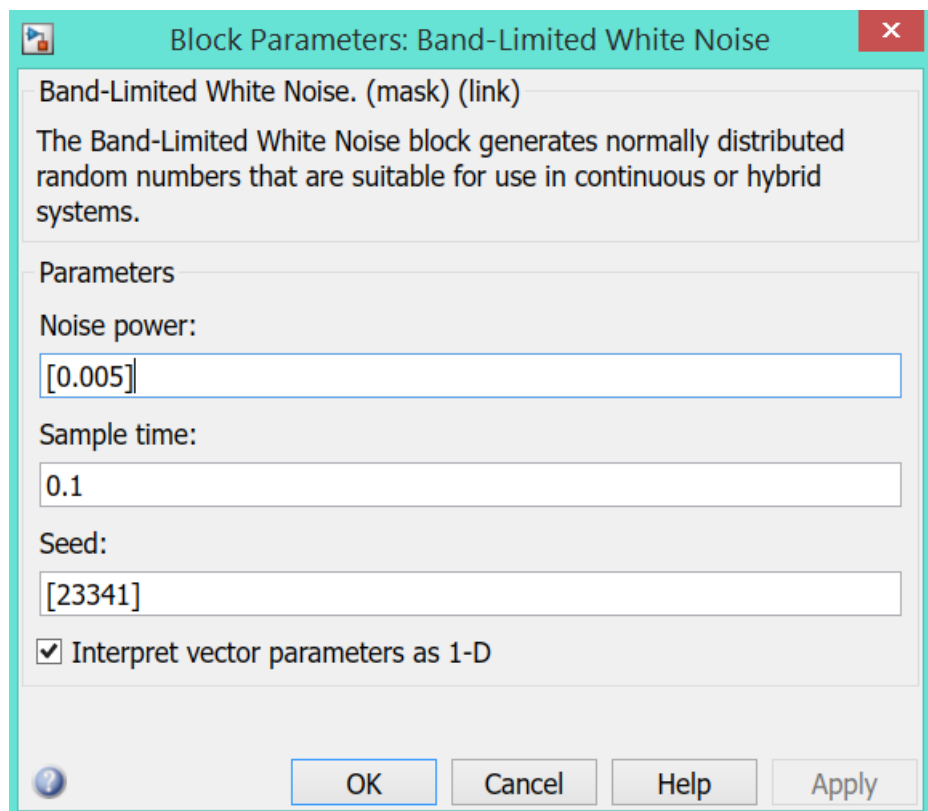 Block Parameters: Band-Limited White Noise
Band-Limited White Noise. (mask) (link)
The Band-Limited White Noise block generates normally distributed
random numbers that are suitable for use in continuous or hybrid
systems.
Parameters
Noise power:
[0.005]
Sample time:
0.1
Seed:
[23341]
Interpret vector parameters as 1-D
OK Cancel Help Apply